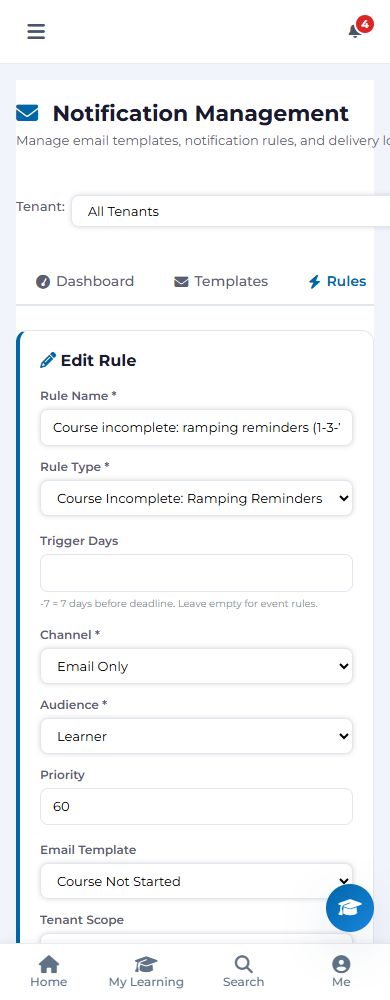 4
Notification Management
Manage email templates, notification rules, and delivery
Tenant:
All Tenants
Dashboard
Templates
Rules
Edit Rule
Rule Name *
Course incomplete: ramping reminders (1-3-
Rule Type *
Course Incomplete: Ramping Reminders
Trigger Days
-7 = 7 days before deadline. Leave empty for event rules.
Channel *
Email Only
Audience *
Learner
Priority
60
Email Template
Course Not Started
Tenant Scope
Home
My Learning
Search
Me